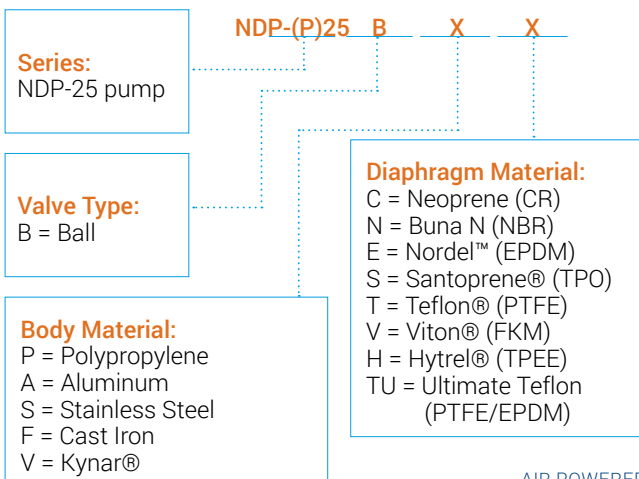 NDP-(P)25 B X X
Series:
NDP-25 pump
Valve Type:
B = Ball
Body Material:
P = Polypropylene
A = Aluminum
S = Stainless Steel
F = Cast Iron
V = Kynar®
Diaphragm Material:
C = Neoprene (CR)
N = Buna N (NBR)
E = Nordel™ (EPDM)
S = Santoprene® (TPO)
T = Teflon® (PTFE)
V = Viton® (FKM)
H = Hytrel® (TPEE)
TU = Ultimate Teflon
(PTFE/EPDM)
AIR POWERED